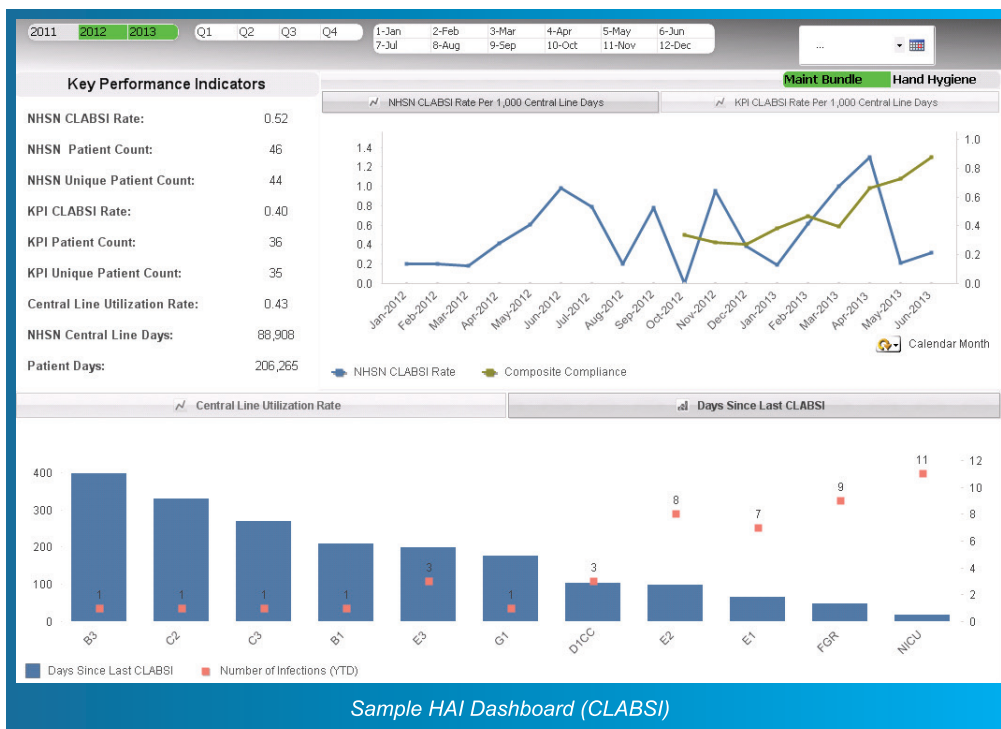 2011 2012 2013 Q1 Q2 Q3 Q4 1-Jan 2-Feb 3-Mar 4-Apr 5-May 6-Jun
7-Jul 8-Aug 9-Sep 10-Oct 11-Nov 12-Dec
...
Key Performance Indicators
NHSN CLABSI Rate: 0.52
NHSN Patient Count: 46
NHSN Unique Patient Count: 44
KPI CLABSI Rate: 0.40
KPI Patient Count: 36
KPI Unique Patient Count: 35
Central Line Utilization Rate: 0.43
NHSN Central Line Days: 88,908
Patient Days: 206,265
Maint Bundle Hand Hygiene
NHSN CLABSI Rate Per 1,000 Central Line Days KPI CLABSI Rate Per 1,000 Central Line Days
1.4
1.2
1.0
0.8
0.6
0.4
0.2
0.0
1.0
0.8
0.6
0.4
0.2
0.0
Jan-2012 Feb-2012 Mar-2012 Apr-2012 May-2012 Jun-2012 Jul-2012 Aug-2012 Sep-2012 Oct-2012 Nov-2012 Dec-2012 Jan-2013 Feb-2013 Mar-2013 Apr-2013 May-2013 Jun-2013
Calendar Month
NHSN CLABSI Rate Composite Compliance
Central Line Utilization Rate Days Since Last CLABSI
400
300
200
100
0
1 1 1 1 3 1 3 8 7 9 11
12
10
8
6
4
2
0
B3 C2 C3 B1 E3 G1 D1CC E2 E1 FGR NICU
Days Since Last CLABSI Number of Infections (YTD)
Sample HAI Dashboard (CLABSI)